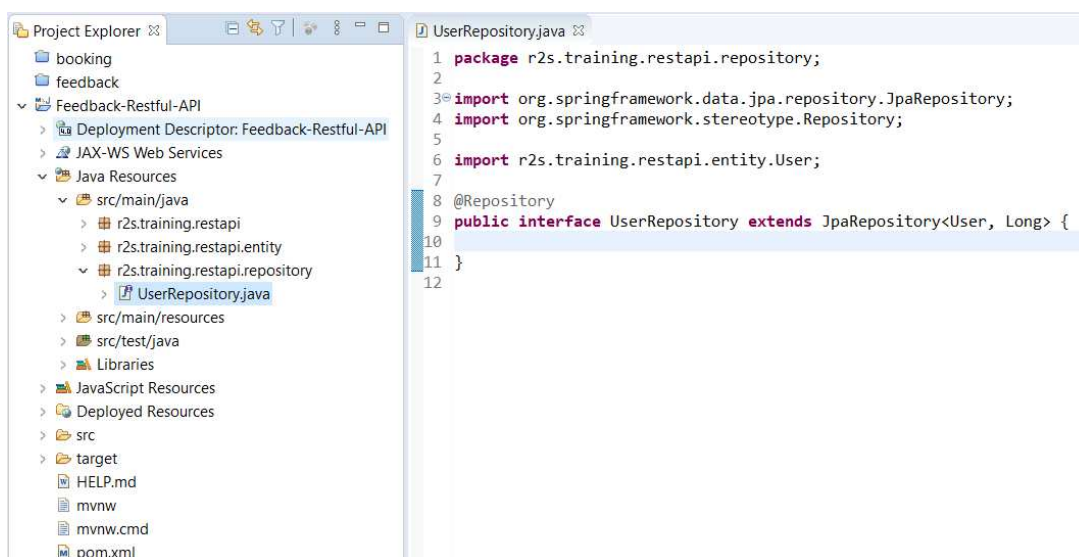 Project Explorer
booking
feedback
Feedback-Restful-API
Deployment Descriptor: Feedback-Restful-API
JAX-WS Web Services
Java Resources
src/main/java
r2s.training.restapi
r2s.training.restapi.entity
r2s.training.restapi.repository
UserRepository.java
src/main/resources
src/test/java
Libraries
JavaScript Resources
Deployed Resources
src
target
HELP.md
mvnw
mvnw.cmd
pom.xml
UserRepository.java
1 package r2s.training.restapi.repository;
2
3 import org.springframework.data.jpa.repository.JpaRepository;
4 import org.springframework.stereotype.Repository;
5
6 import r2s.training.restapi.entity.User;
7
8 @Repository
9 public interface UserRepository extends JpaRepository<User, Long> {
10
11 }
12